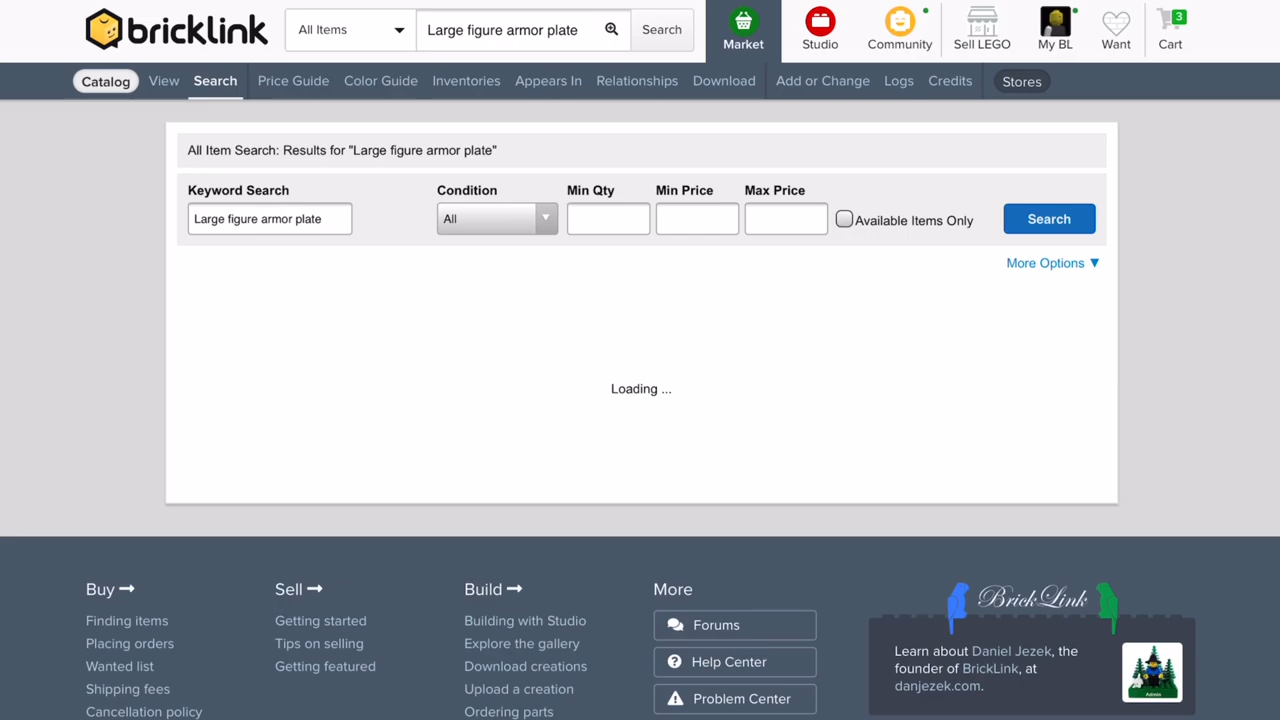 bricklink
All Items
Large figure armor plate
Search
Market
Studio
Community
Sell LEGO
My BL
Want
3
Cart
Catalog
View
Search
Price Guide
Color Guide
Inventories
Appears In
Relationships
Download
Add or Change
Logs
Credits
Stores
All Item Search: Results for "Large figure armor plate"
Keyword Search
Condition
Min Qty
Min Price
Max Price
Large figure armor plate
All
Available Items Only
Search
More Options ▼
Loading ...
Buy
Finding items
Placing orders
Wanted list
Shipping fees
Cancellation policy
Sell
Getting started
Tips on selling
Getting featured
Build
Building with Studio
Explore the gallery
Download creations
Upload a creation
Ordering parts
More
Forums
Help Center
Problem Center
BrickLink
Learn about Daniel Jezek, the
founder of BrickLink, at
danjezek.com.
Admin